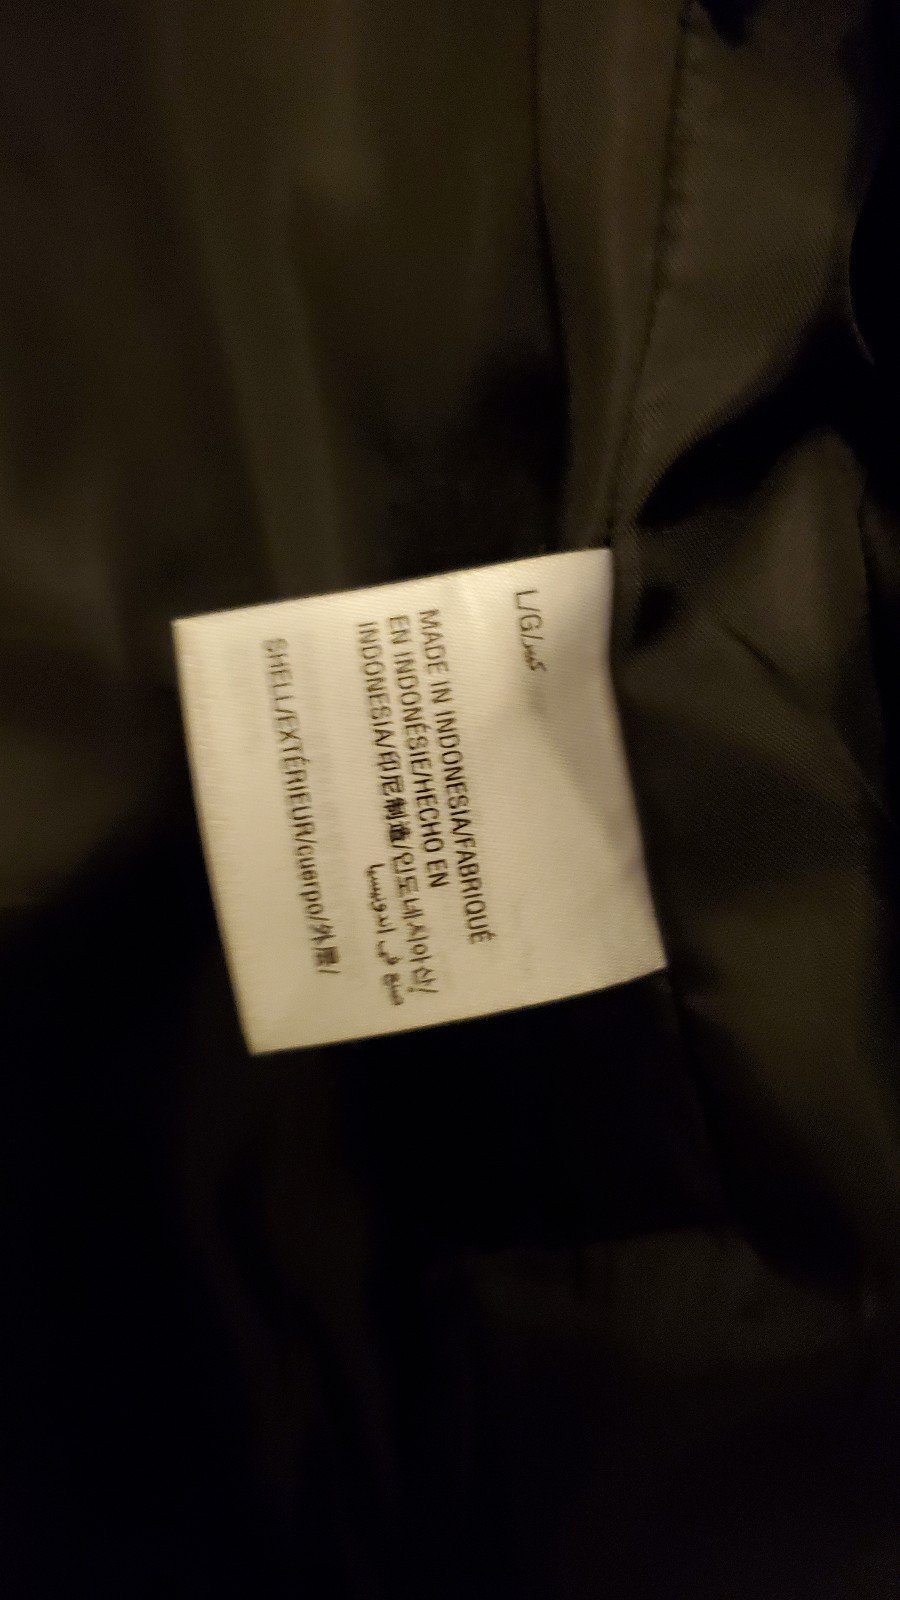 L/G/كبير
MADE IN INDONESIA/FABRIQUÉ
EN INDONÉSIE/HECHO EN
INDONESIA/印尼制造/인도네시아산/
صنع في اندونيسيا
SHELL/EXTÉRIEUR/cuerpo/外层/